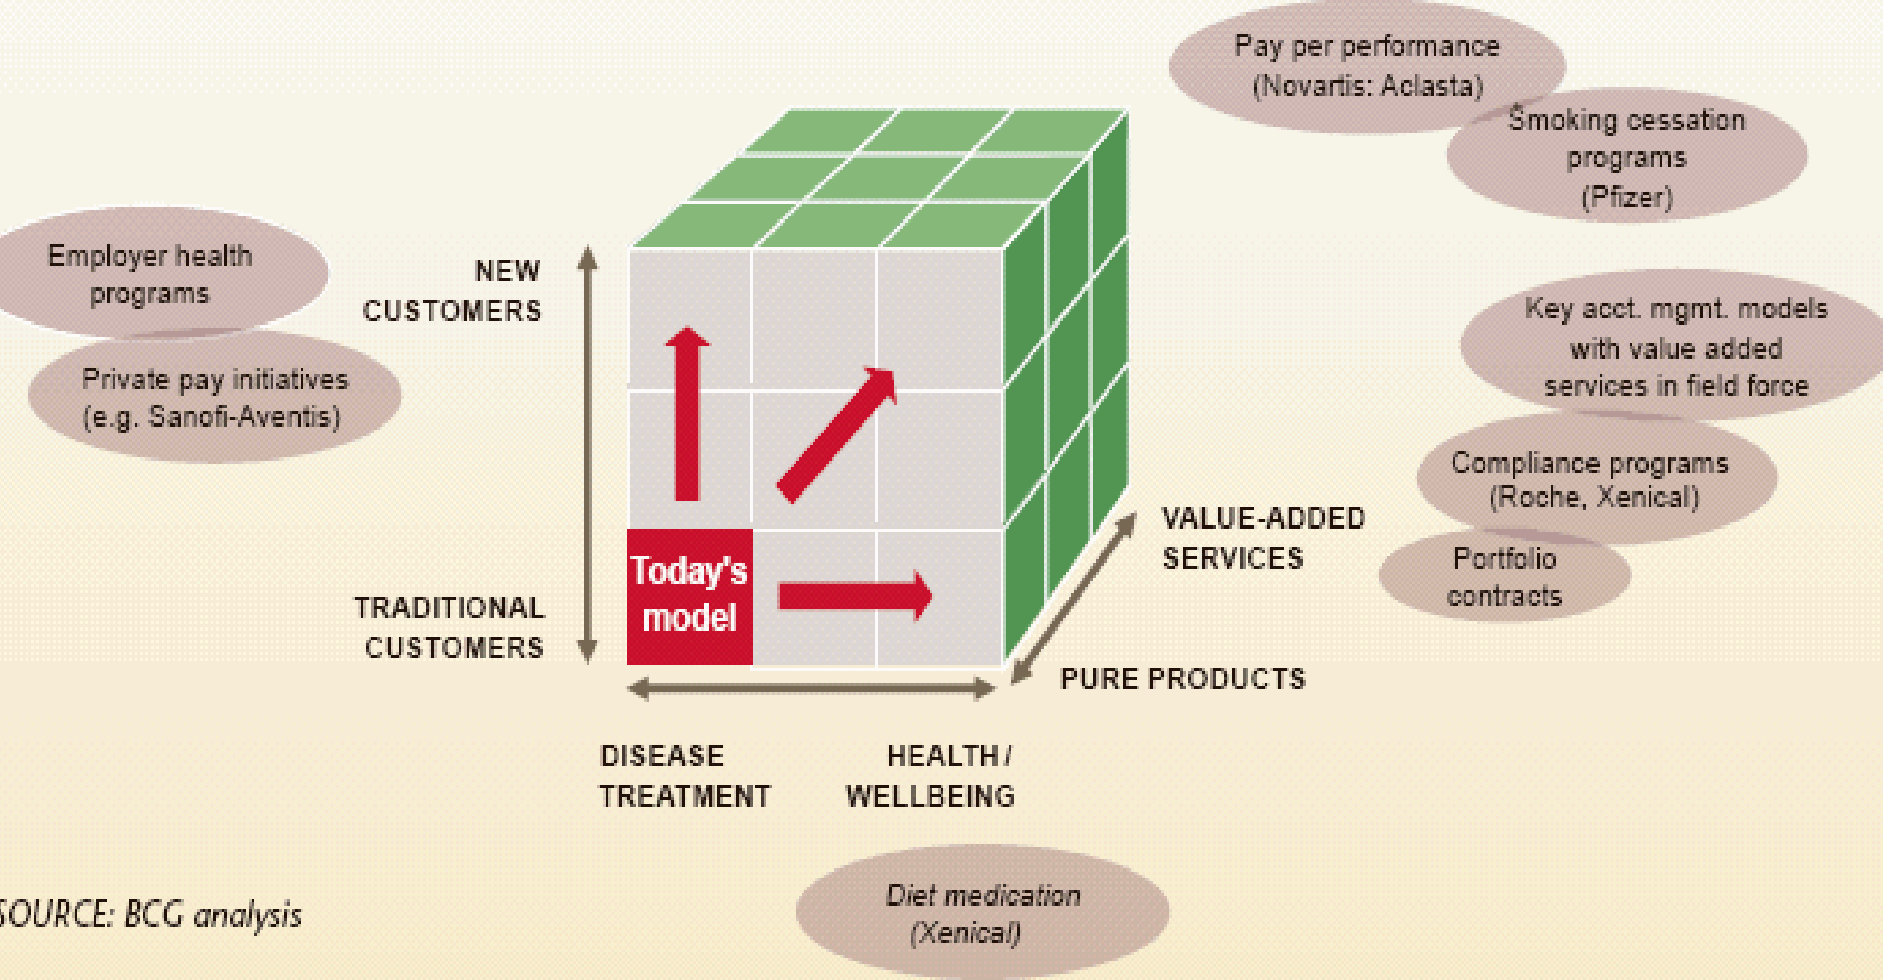 Pay per performance
(Novartis: Aclasta)
Smoking cessation
programs
(Pfizer)
Employer health
programs
Private pay initiatives
(e.g. Sanofi-Aventis)
NEW
CUSTOMERS
Key acct. mgmt. models
with value added
services in field force
Compliance programs
(Roche, Xenical)
Portfolio
contracts
VALUE-ADDED
SERVICES
Today's
model
TRADITIONAL
CUSTOMERS
PURE PRODUCTS
DISEASE
TREATMENT
HEALTH/
WELLBEING
Diet medication
(Xenical)
SOURCE: BCG analysis